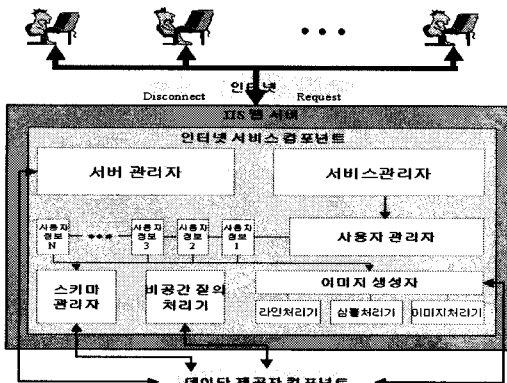 인터넷
Disconnect Request
IIS 웹 서버
인터넷 서비스 컴포넌트
서버 관리자
서비스관리자
사용자 정보 N
사용자 정보 3
사용자 정보 2
사용자 정보 1
사용자 관리자
스키마 관리자
비공간 질의 처리기
이미지 생성자
라인처리기
심볼처리기
이미지처리기
제공자 컴포넌트